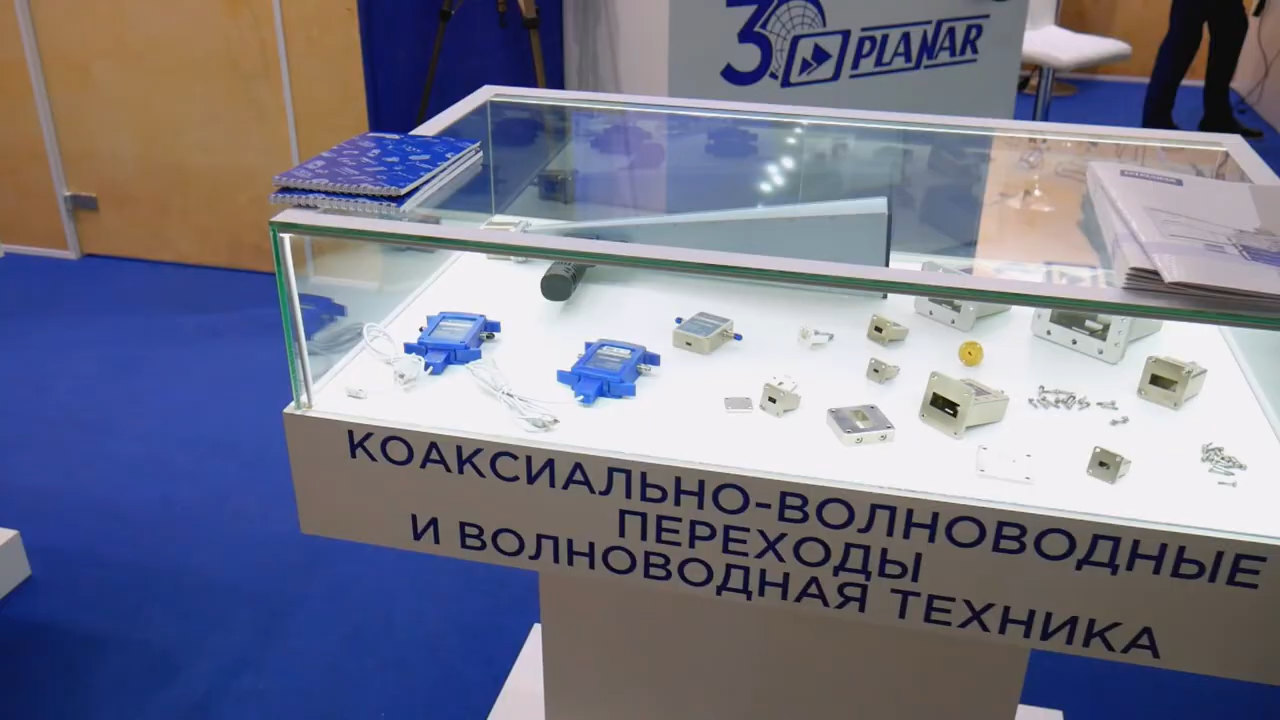 30 PLANAR
КОАКСИАЛЬНО-ВОЛНОВОДНЫЕ
ПЕРЕХОДЫ
И ВОЛНОВОДНАЯ ТЕХНИКА